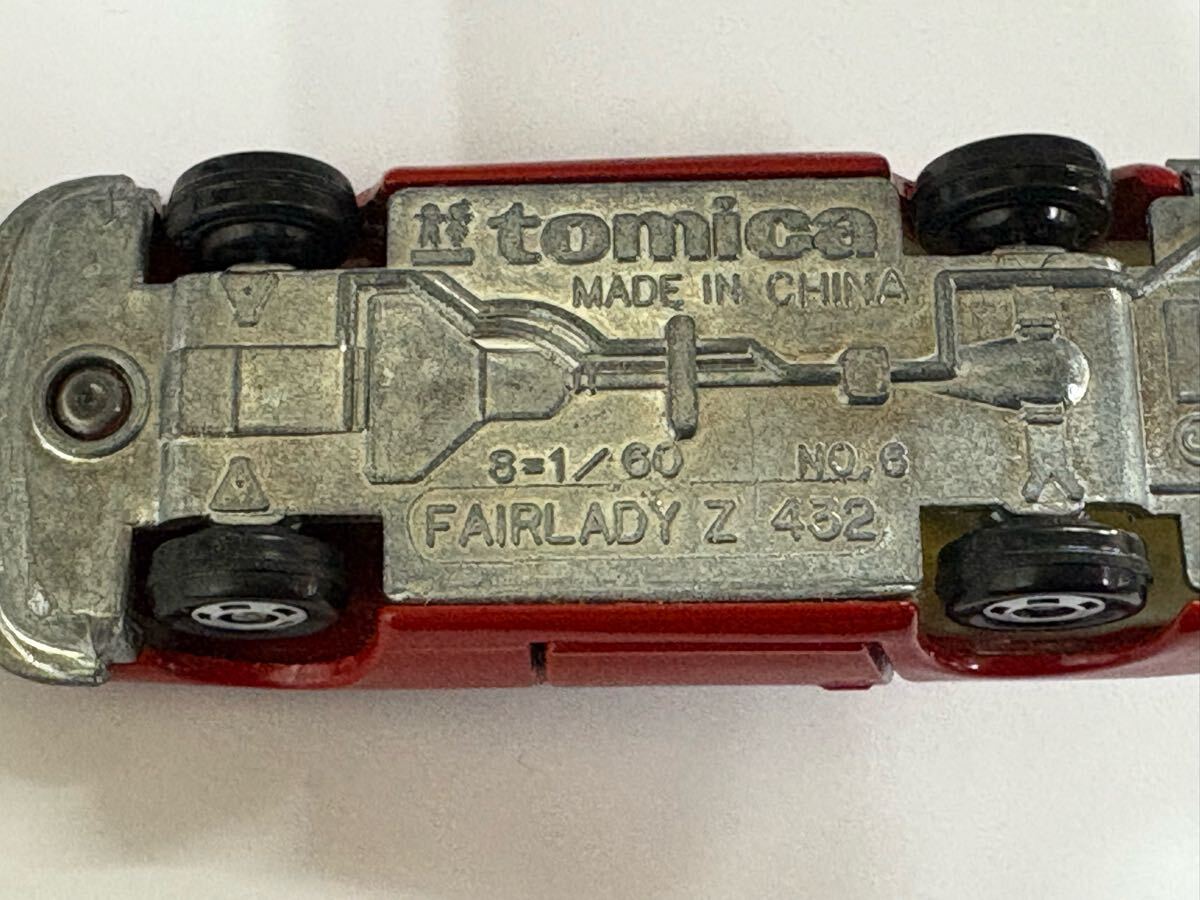 tomica
MADE IN CHINA
S=1/60 NO.6
FAIRLADY Z 432